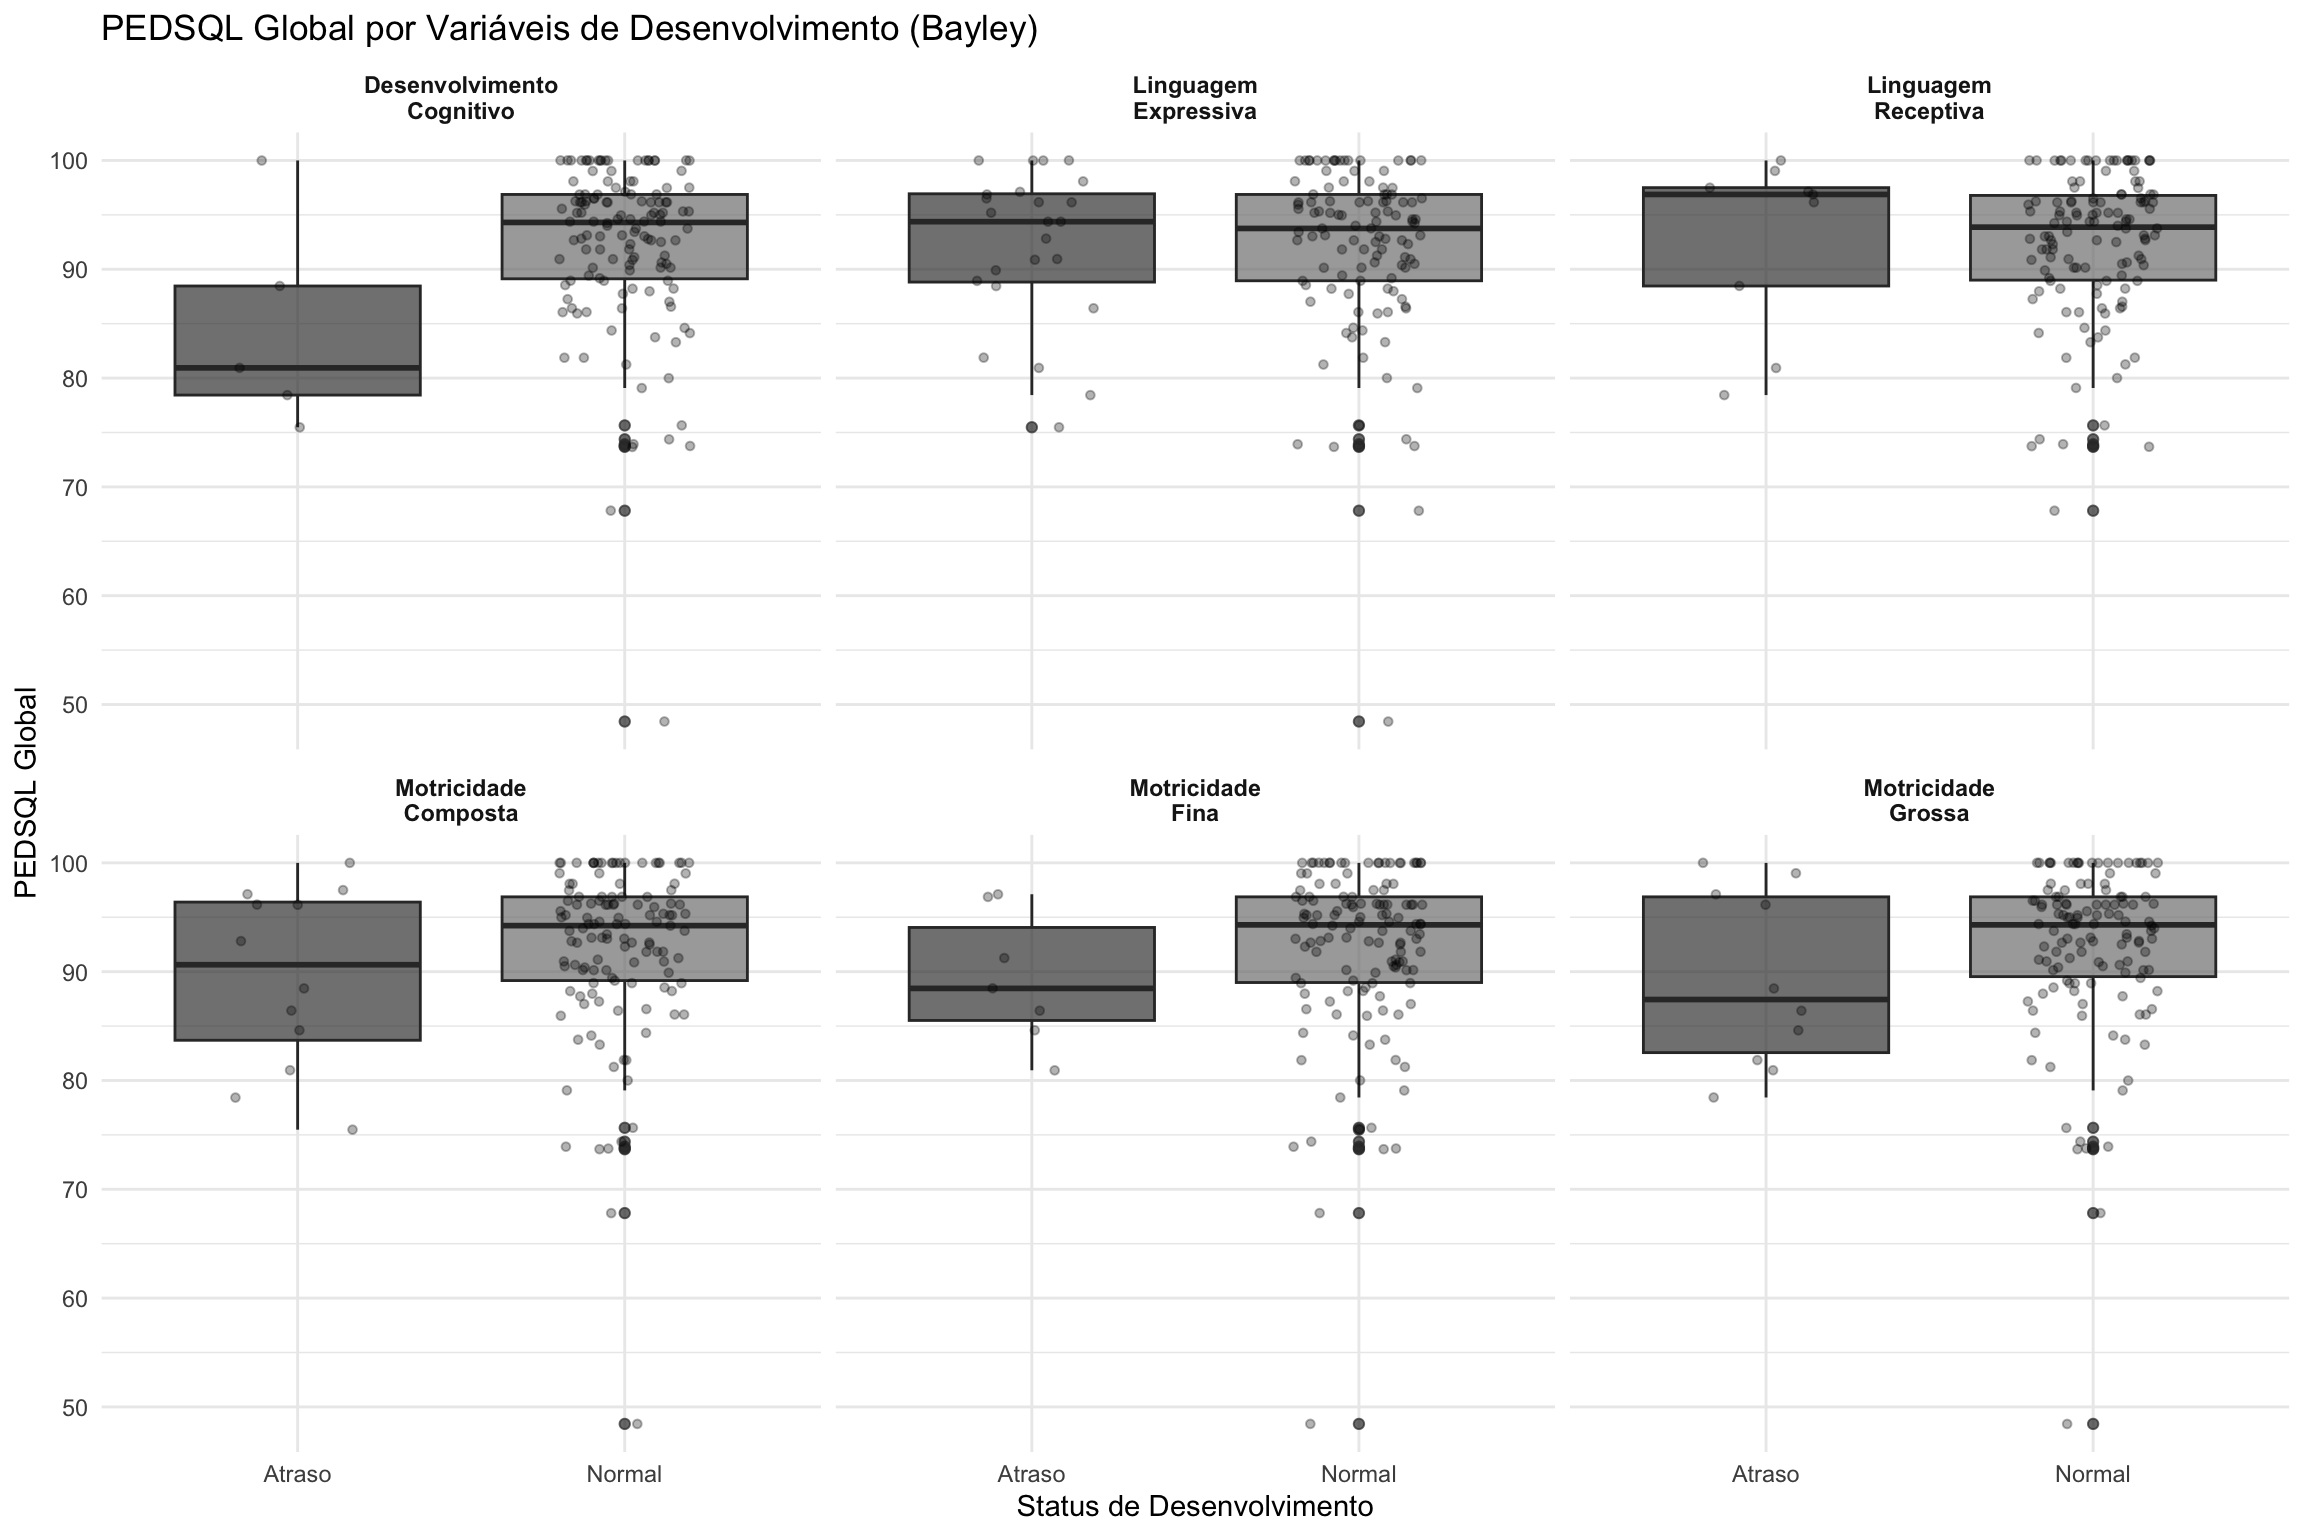 PEDSQL Global por Variáveis de Desenvolvimento (Bayley)
Desenvolvimento
Cognitivo
Linguagem
Expressiva
Linguagem
Receptiva
100
90
80
70
60
50
Motricidade
Composta
Motricidade
Fina
Motricidade
Grossa
100
90
80
70
60
50
PEDSQL Global
Atraso
Normal
Atraso
Normal
Atraso
Normal
Status de Desenvolvimento